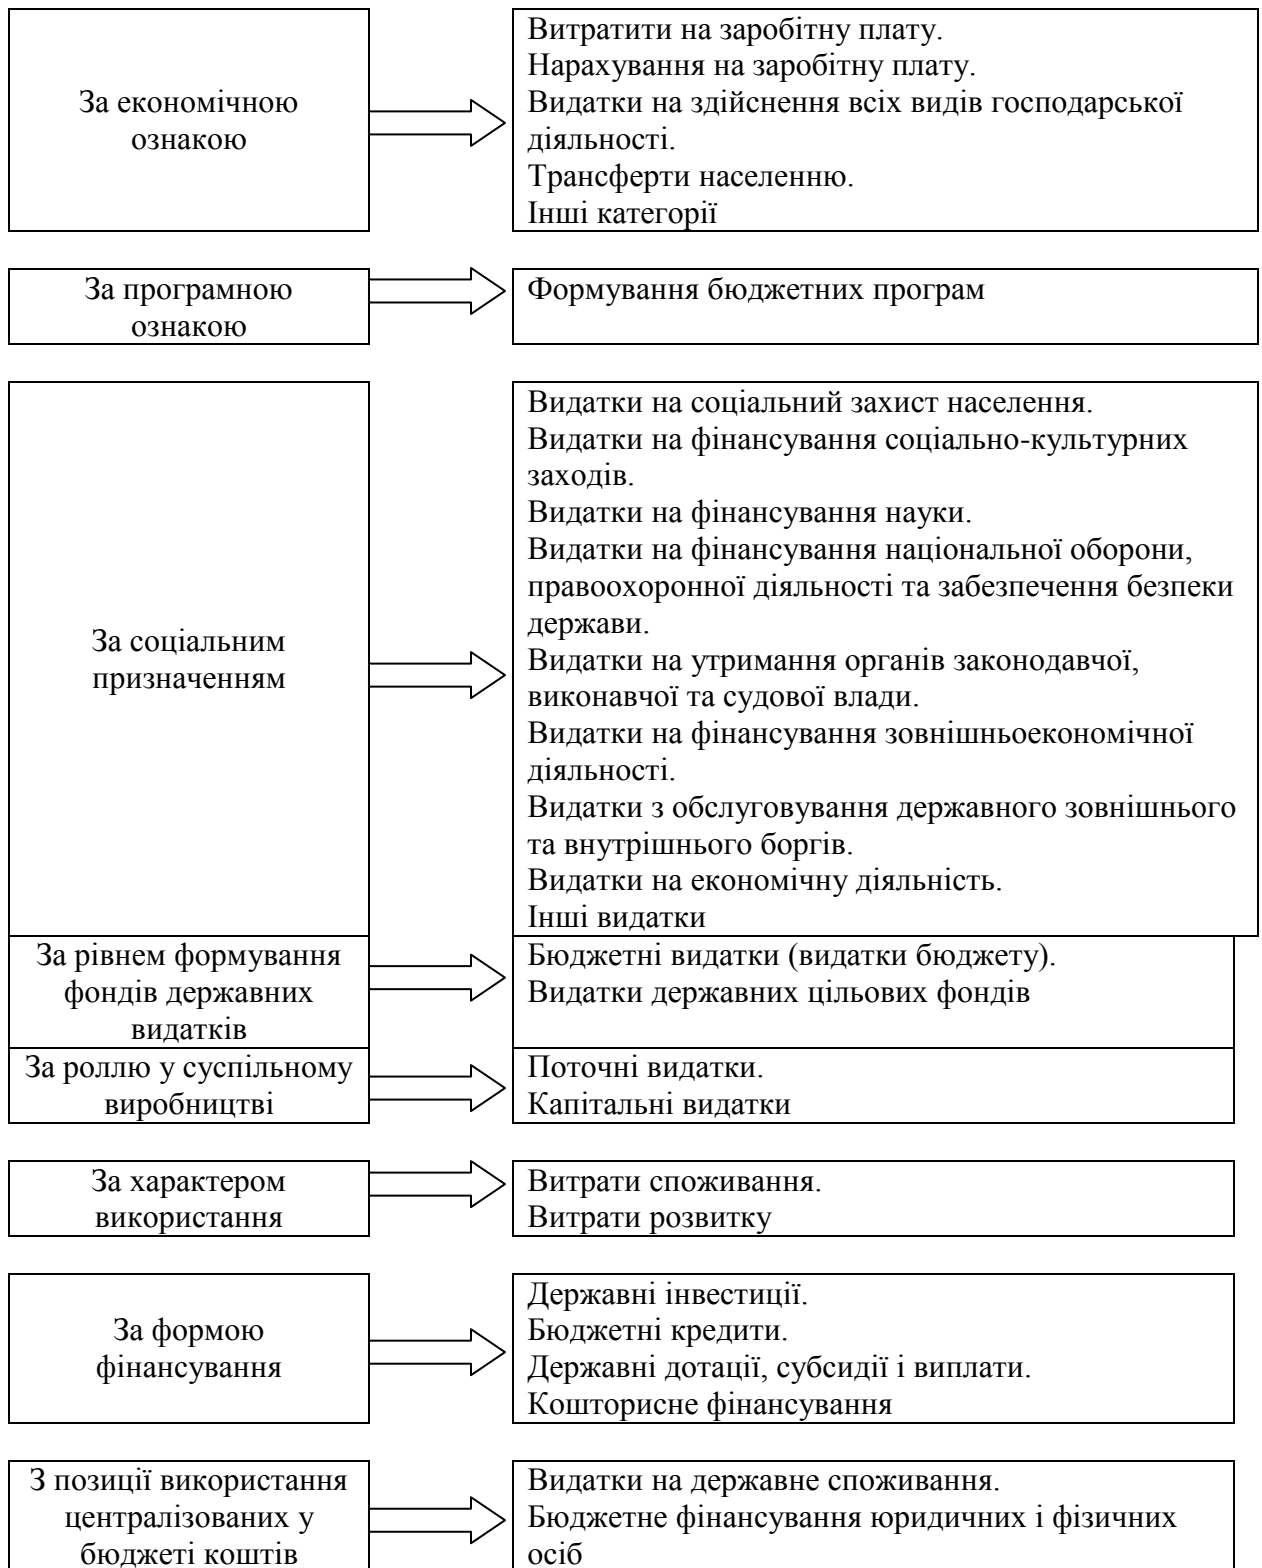 За економічною
ознакою
Витратити на заробітну плату.
Нарахування на заробітну плату.
Видатки на здійснення всіх видів господарської
діяльності.
Трансферти населенню.
Інші категорії
За програмною
ознакою
Формування бюджетних програм
За соціальним
призначенням
Видатки на соціальний захист населення.
Видатки на фінансування соціально-культурних
заходів.
Видатки на фінансування науки.
Видатки на фінансування національної оборони,
правоохоронної діяльності та забезпечення безпеки
держави.
Видатки на утримання органів законодавчої,
виконавчої та судової влади.
Видатки на фінансування зовнішньоекономічної
діяльності.
Видатки з обслуговування державного зовнішнього
та внутрішнього боргів.
Видатки на економічну діяльність.
Інші видатки
За рівнем формування
фондів державних
видатків
Бюджетні видатки (видатки бюджету).
Видатки державних цільових фондів
За роллю у суспільному
виробництві
Поточні видатки.
Капітальні видатки
За характером
використання
Витрати споживання.
Витрати розвитку
За формою
фінансування
Державні інвестиції.
Бюджетні кредити.
Державні дотації, субсидії і виплати.
Кошторисне фінансування
З позиції використання
централізованих у
бюджеті коштів
Видатки на державне споживання.
Бюджетне фінансування юридичних і фізичних
осіб